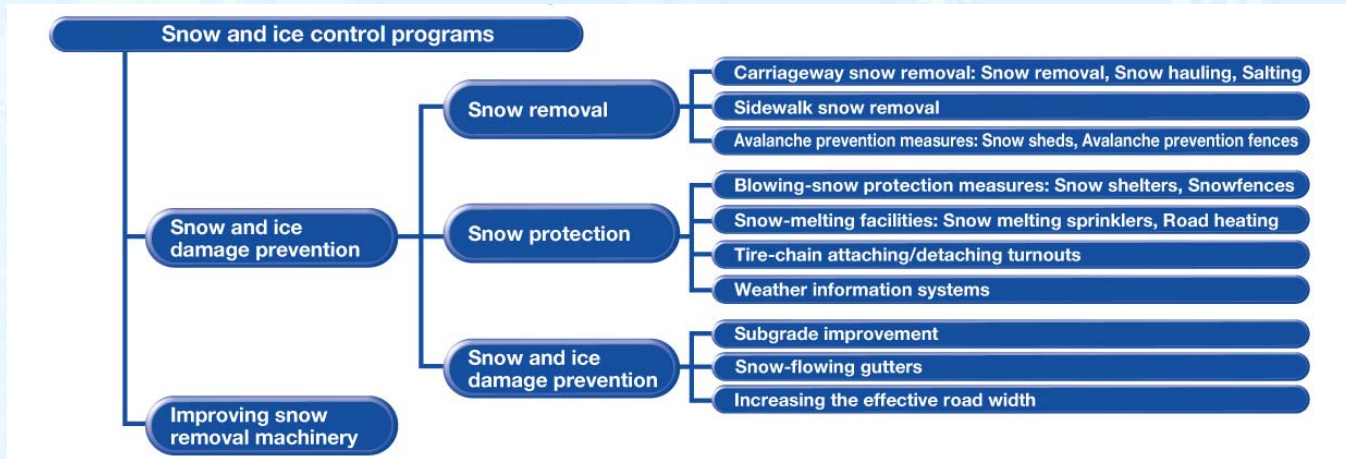 Snow and ice control programs
Snow removal
Carriageway snow removal: Snow removal, Snow hauling, Salting
Sidewalk snow removal
Avalanche prevention measures: Snow sheds, Avalanche prevention fences
Snow and ice
damage prevention
Snow protection
Blowing-snow protection measures: Snow shelters, Snowfences
Snow-melting facilities: Snow melting sprinklers, Road heating
Tire-chain attaching/detaching turnouts
Weather information systems
Snow and ice
damage prevention
Subgrade improvement
Snow-flowing gutters
Increasing the effective road width
Improving snow
removal machinery